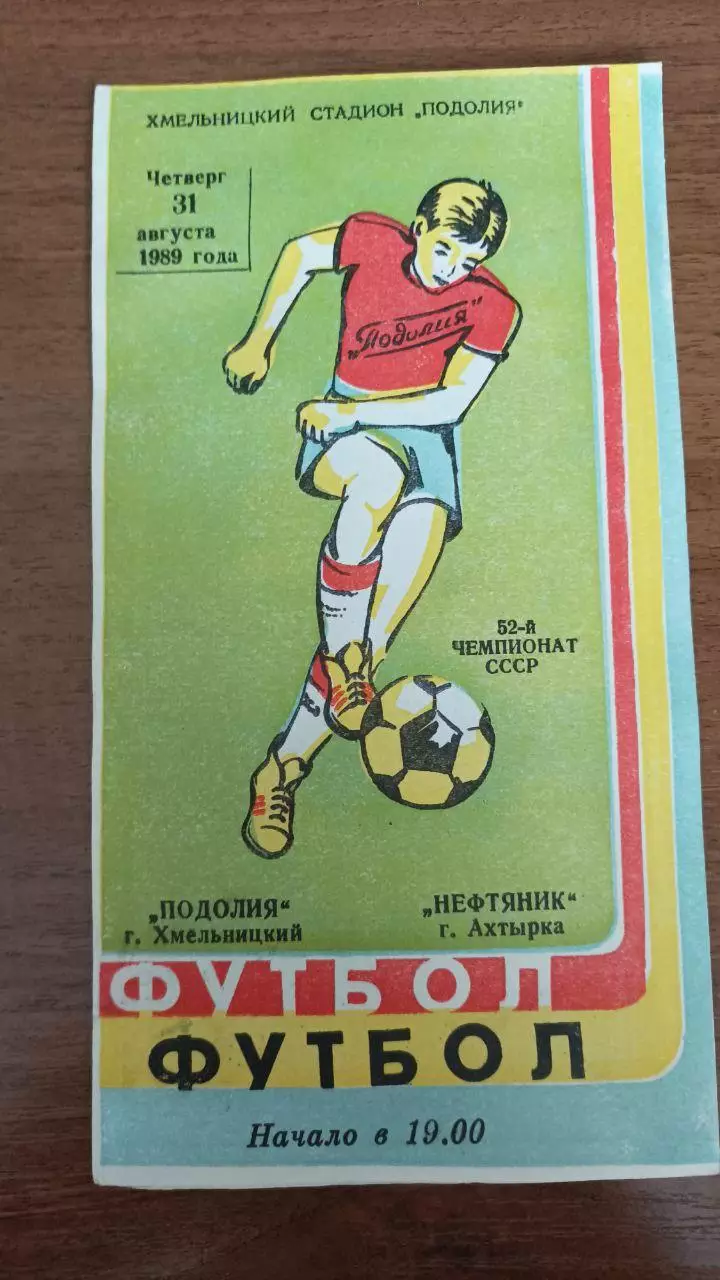 ХМЕЛЬНИЦКИЙ СТАДИОН „ПОДОЛИЯ“
Четверг
31
августа
1989 года
„Подолия“
52-й
ЧЕМПИОНАТ
СССР
„ПОДОЛИЯ“
г. Хмельницкий
„НЕФТЯНИК“
г. Ахтырка
ФУТБОЛ
ФУТБОЛ
Начало в 19.00